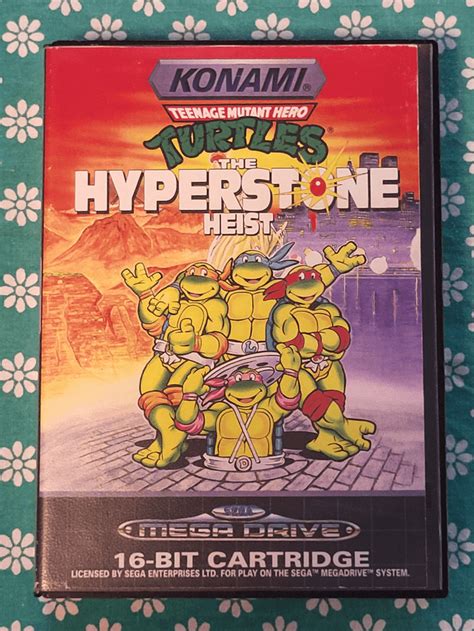 KONAMI
TEENAGE MUTANT HERO
TURTLES
THE
HYPERSTONE
HEIST
SEGA
MEGA DRIVE
16-BIT CARTRIDGE
LICENSED BY SEGA ENTERPRISES LTD. FOR PLAY ON THE SEGA™ MEGADRIVE™ SYSTEM.